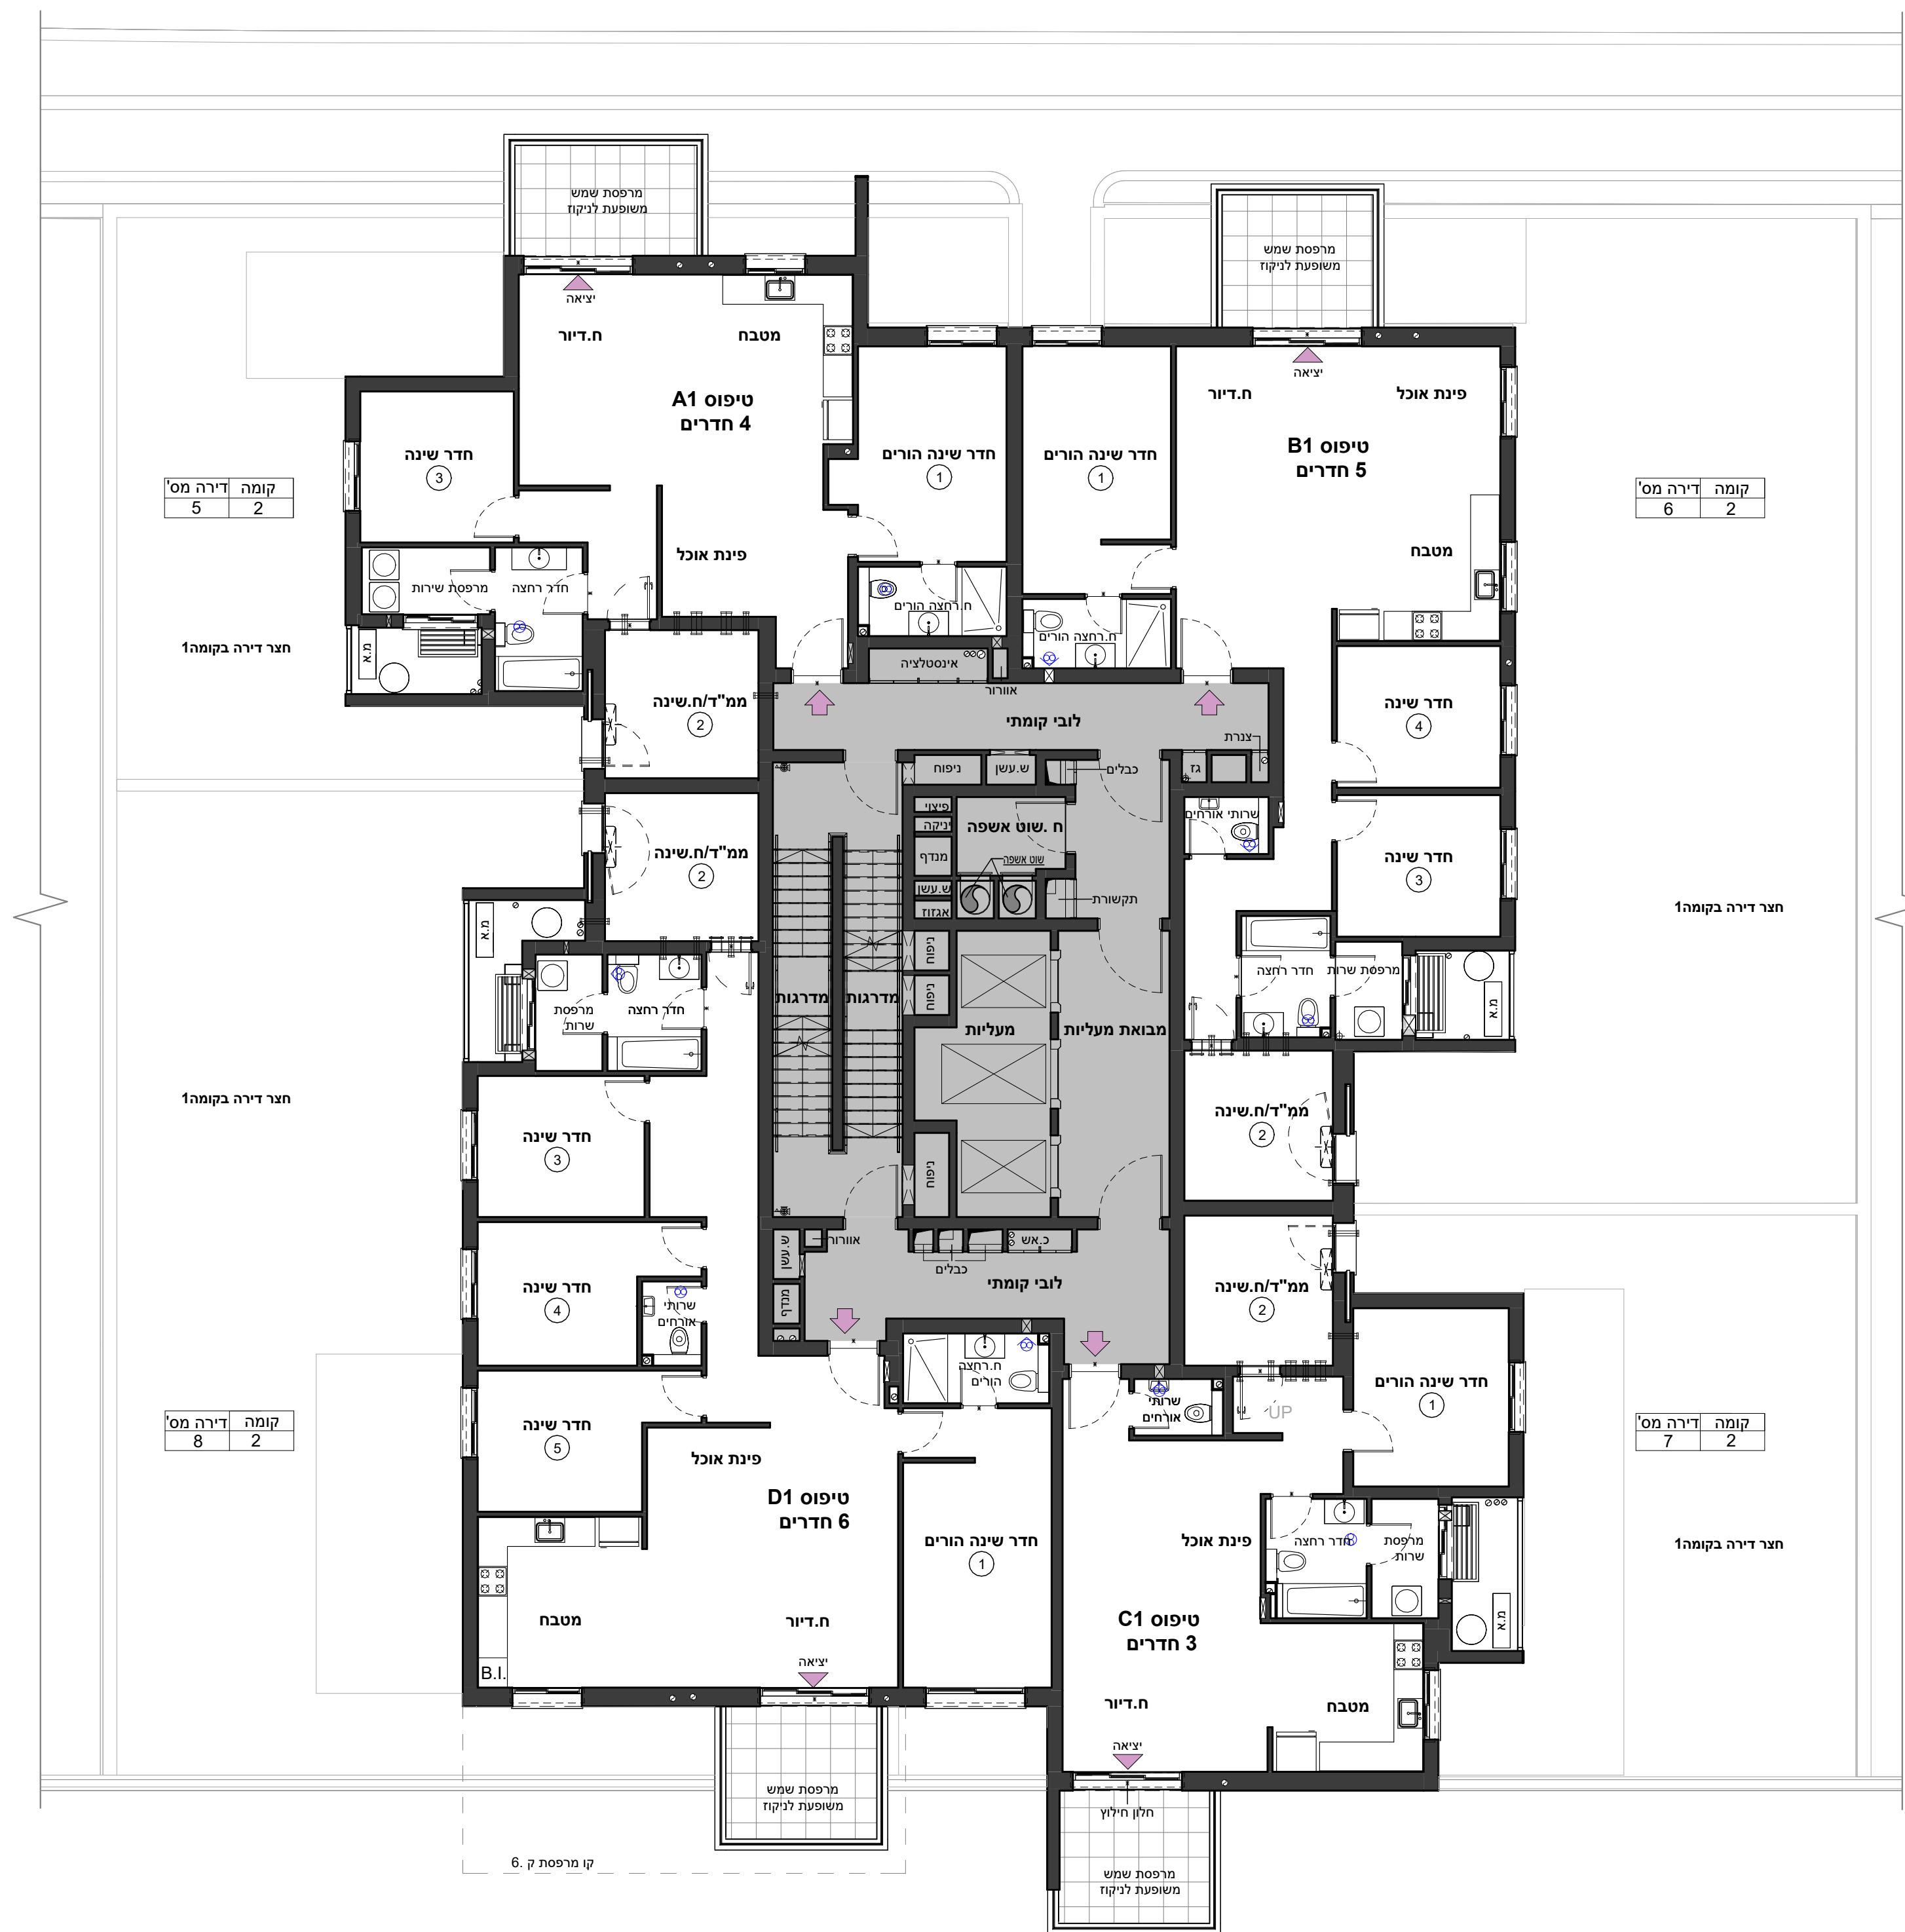 מרפסת שמש
משופעת לניקוז
יציאה
ח.דיור
מטבח
טיפוס A1
4 חדרים
חדר שינה
3
חדר שינה הורים
1
פינת אוכל
מרפסת שירות
חדר רחצה
ח.רחצה הורים
מ.א
ממ"ד/ח.שינה
2
קומה דירה מס'
2 5
חצר דירה בקומה1
מרפסת שמש
משופעת לניקוז
יציאה
ח.דיור
פינת אוכל
טיפוס B1
5 חדרים
חדר שינה הורים
1
מטבח
ח.רחצה הורים
חדר שינה
4
חדר שינה
3
שרותי אורחים
חדר רחצה
מרפסת שרות
מ.א
ממ"ד/ח.שינה
2
קומה דירה מס'
2 6
חצר דירה בקומה1
אינסטלציה
אוורור
לובי קומתי
צנרת
גז
כבלים
ש.עשן
ניפוח
ח .שוט אשפה
שוט אשפה
פיצוי
יניקה
מנדף
ש.עשן
אגזוז
תקשורת
ניפוח
ניפוח
מדרגות
מדרגות
מעליות
מבואת מעליות
ניפוח
ש.עשן
אוורור
כבלים
כ.אש
לובי קומתי
מנדף
ממ"ד/ח.שינה
2
מ.א
מרפסת
שרות
חדר רחצה
חדר שינה
3
חדר שינה
4
שרותי
אורחים
חדר שינה
5
פינת אוכל
טיפוס D1
6 חדרים
ח.רחצה
הורים
חדר שינה הורים
1
מטבח
ח.דיור
B.I.
יציאה
מרפסת שמש
משופעת לניקוז
קו מרפסת ק .6
קומה דירה מס'
2 8
חצר דירה בקומה1
ממ"ד/ח.שינה
2
חדר שינה הורים
1
שרותי
אורחים
UP
פינת אוכל
חדר רחצה
מרפסת
שרות
מ.א
טיפוס C1
3 חדרים
ח.דיור
מטבח
יציאה
חלון חילוץ
מרפסת שמש
משופעת לניקוז
קומה דירה מס'
2 7
חצר דירה בקומה1